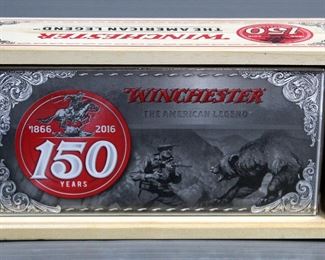 WINCHESTER
THE AMERICAN LEGEND
150
WINCHESTER
THE AMERICAN LEGEND
1866 2016
150
YEARS